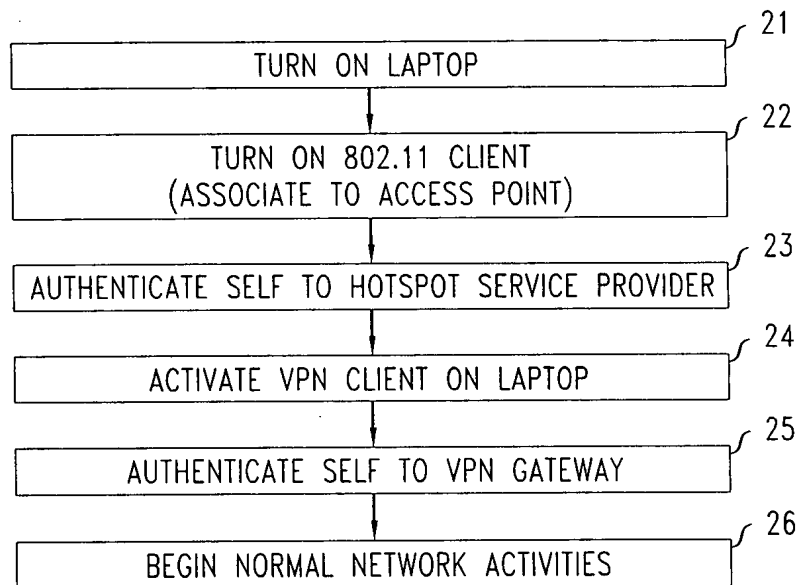 21
TURN ON LAPTOP
22
TURN ON 802.11 CLIENT
(ASSOCIATE TO ACCESS POINT)
23
AUTHENTICATE SELF TO HOTSPOT SERVICE PROVIDER
24
ACTIVATE VPN CLIENT ON LAPTOP
25
AUTHENTICATE SELF TO VPN GATEWAY
26
BEGIN NORMAL NETWORK ACTIVITIES